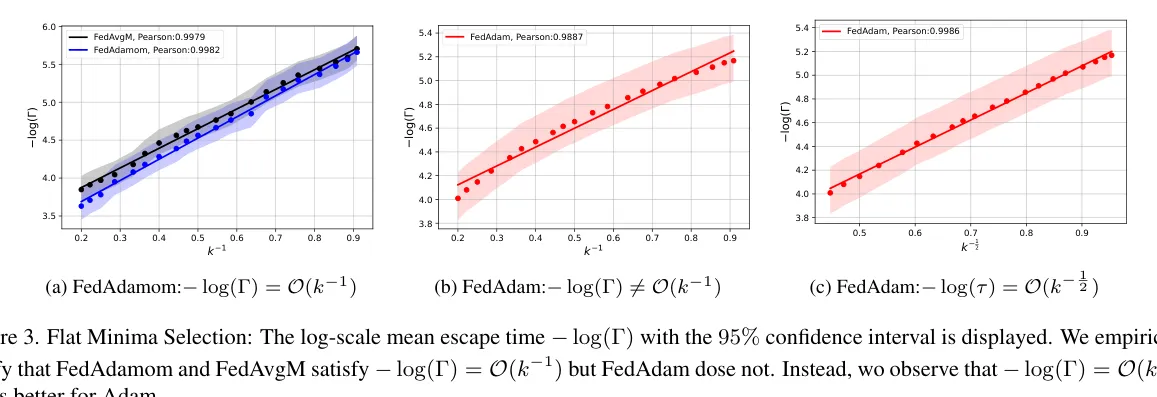 FedAvgM, Pearson:0.9979
FedAdamom, Pearson:0.9982
6.0
5.5
5.0
4.5
4.0
3.5
−log(Γ)
0.2 0.3 0.4 0.5 0.6 0.7 0.8 0.9
k⁻¹
FedAdam, Pearson:0.9887
5.4
5.2
5.0
4.8
4.6
4.4
4.2
4.0
3.8
−log(Γ)
0.2 0.3 0.4 0.5 0.6 0.7 0.8 0.9
k⁻¹
FedAdam, Pearson:0.9986
5.4
5.2
5.0
4.8
4.6
4.4
4.2
4.0
3.8
−log(Γ)
0.5 0.6 0.7 0.8 0.9
k^{-1/2}
(a) FedAdamom:− log(Γ) = O(k⁻¹)
(b) FedAdam:− log(Γ) ≠ O(k⁻¹)
(c) FedAdam:− log(τ) = O(k^{-1/2})
re 3. Flat Minima Selection: The log-scale mean escape time − log(Γ) with the 95% confidence interval is displayed. We empiric
fy that FedAdamom and FedAvgM satisfy − log(Γ) = O(k⁻¹) but FedAdam dose not. Instead, wo observe that − log(Γ) = O(k
s better for Adam